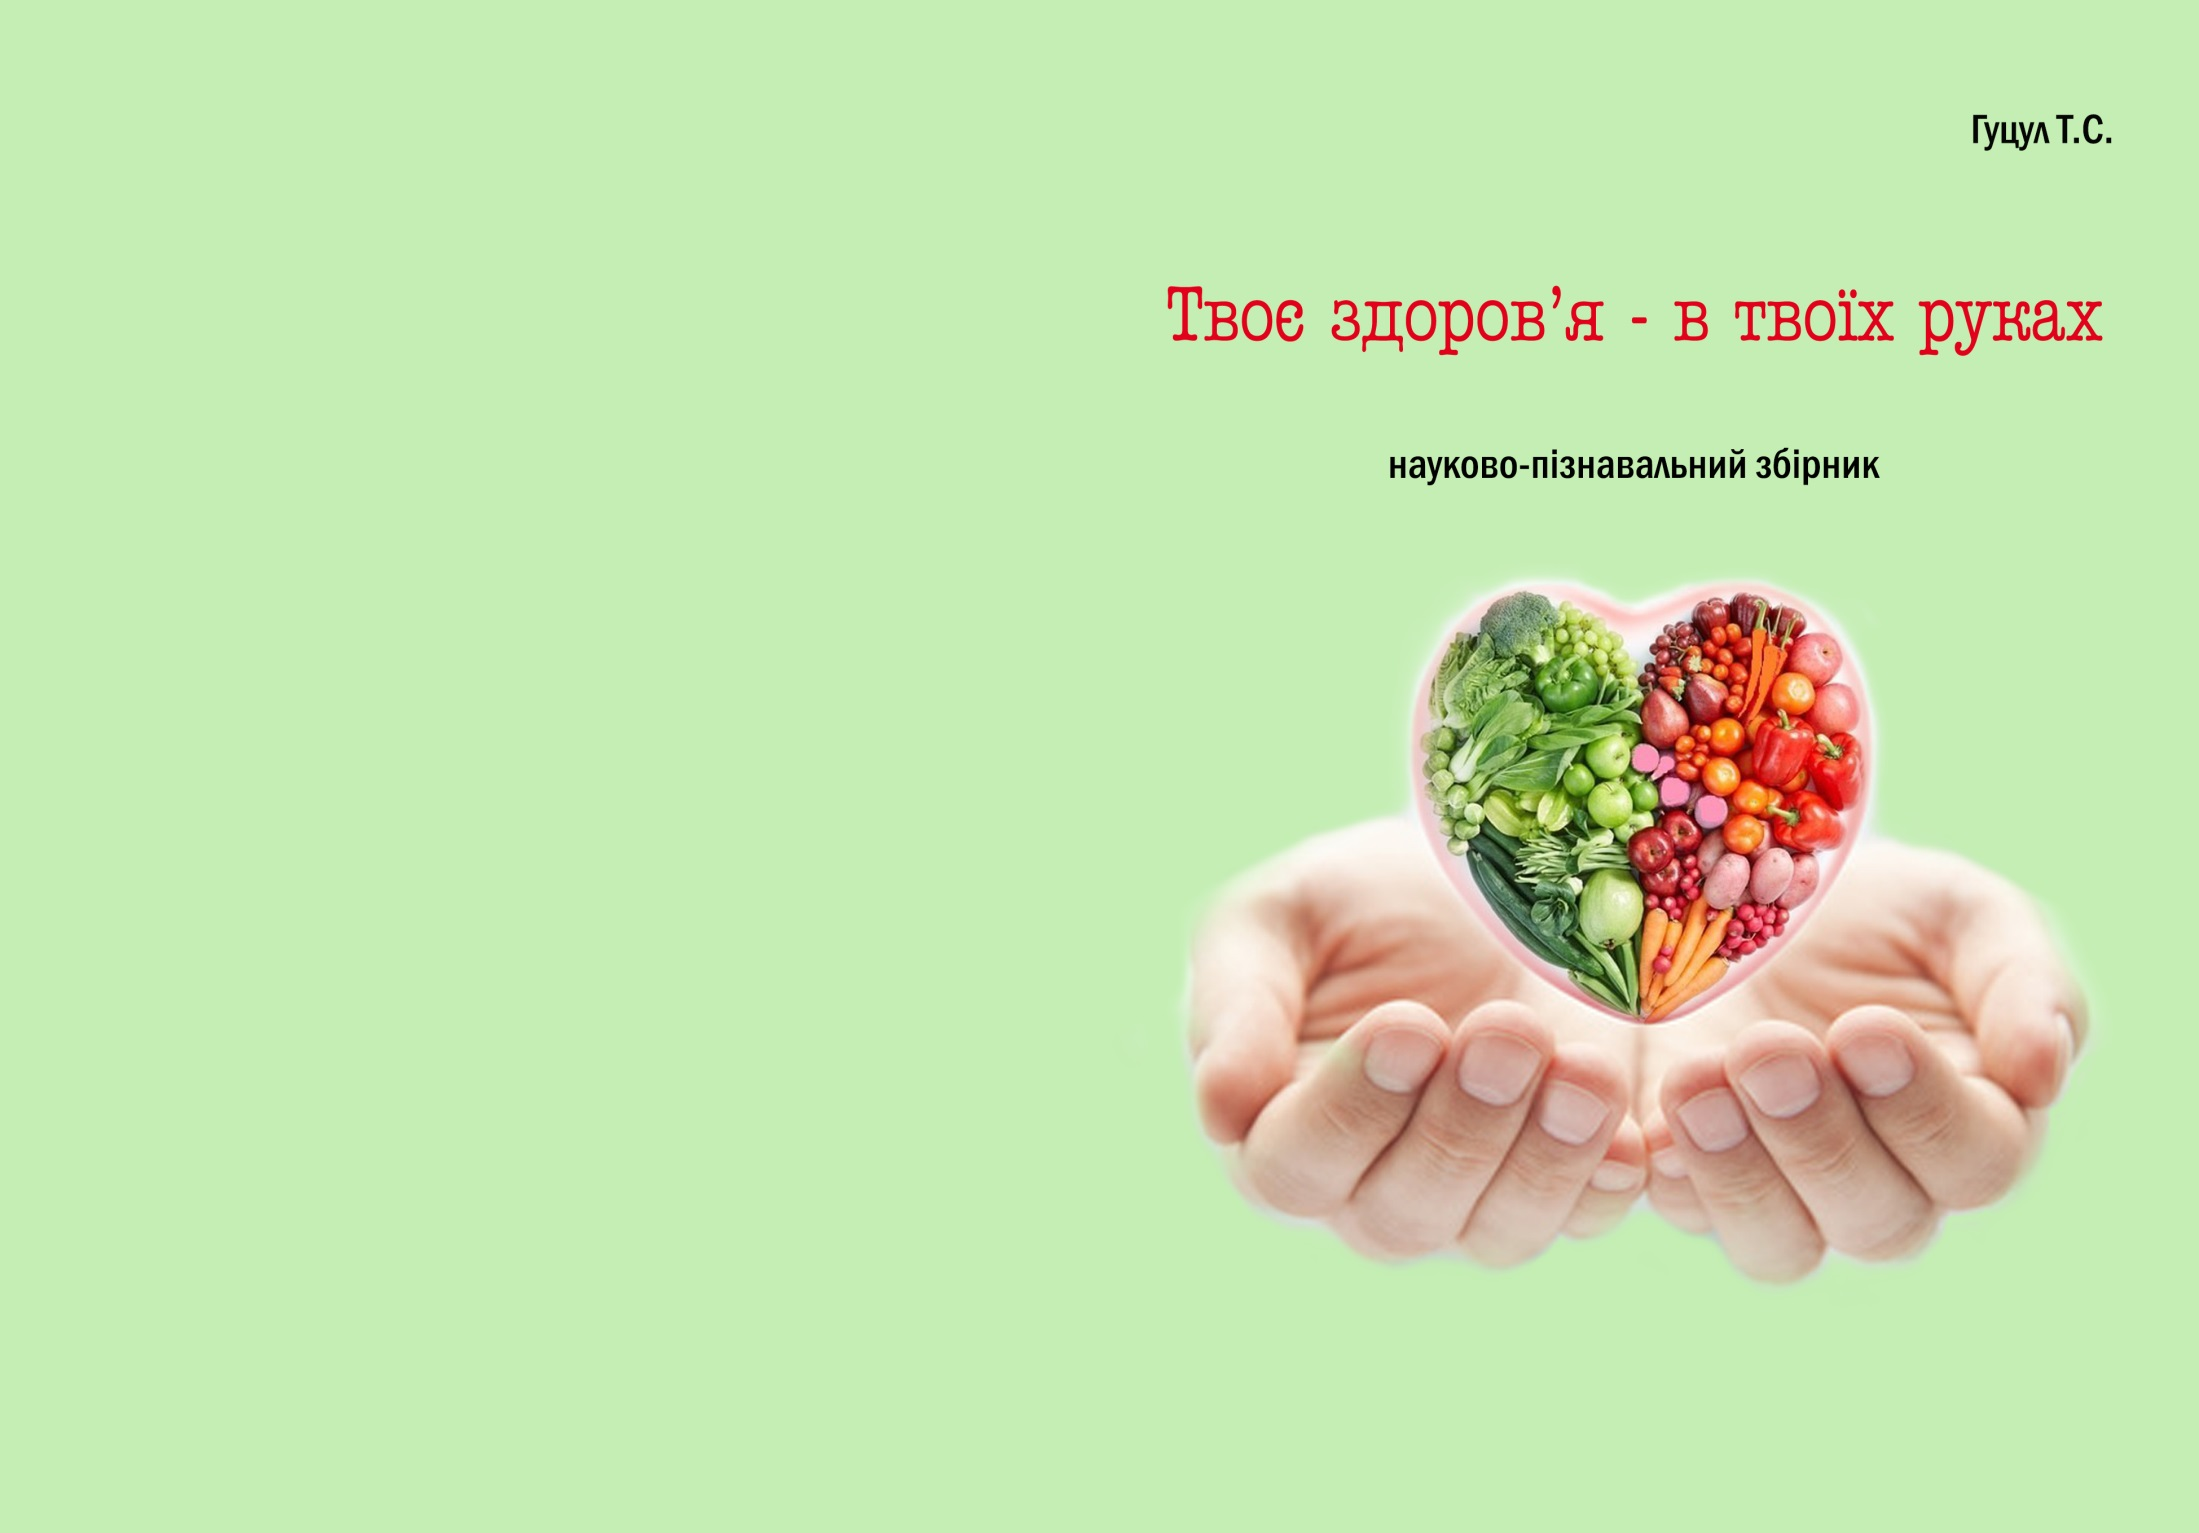 Гуцул Т.С.
Твоє здоров’я - в твоїх руках
науково-пізнавальний збірник